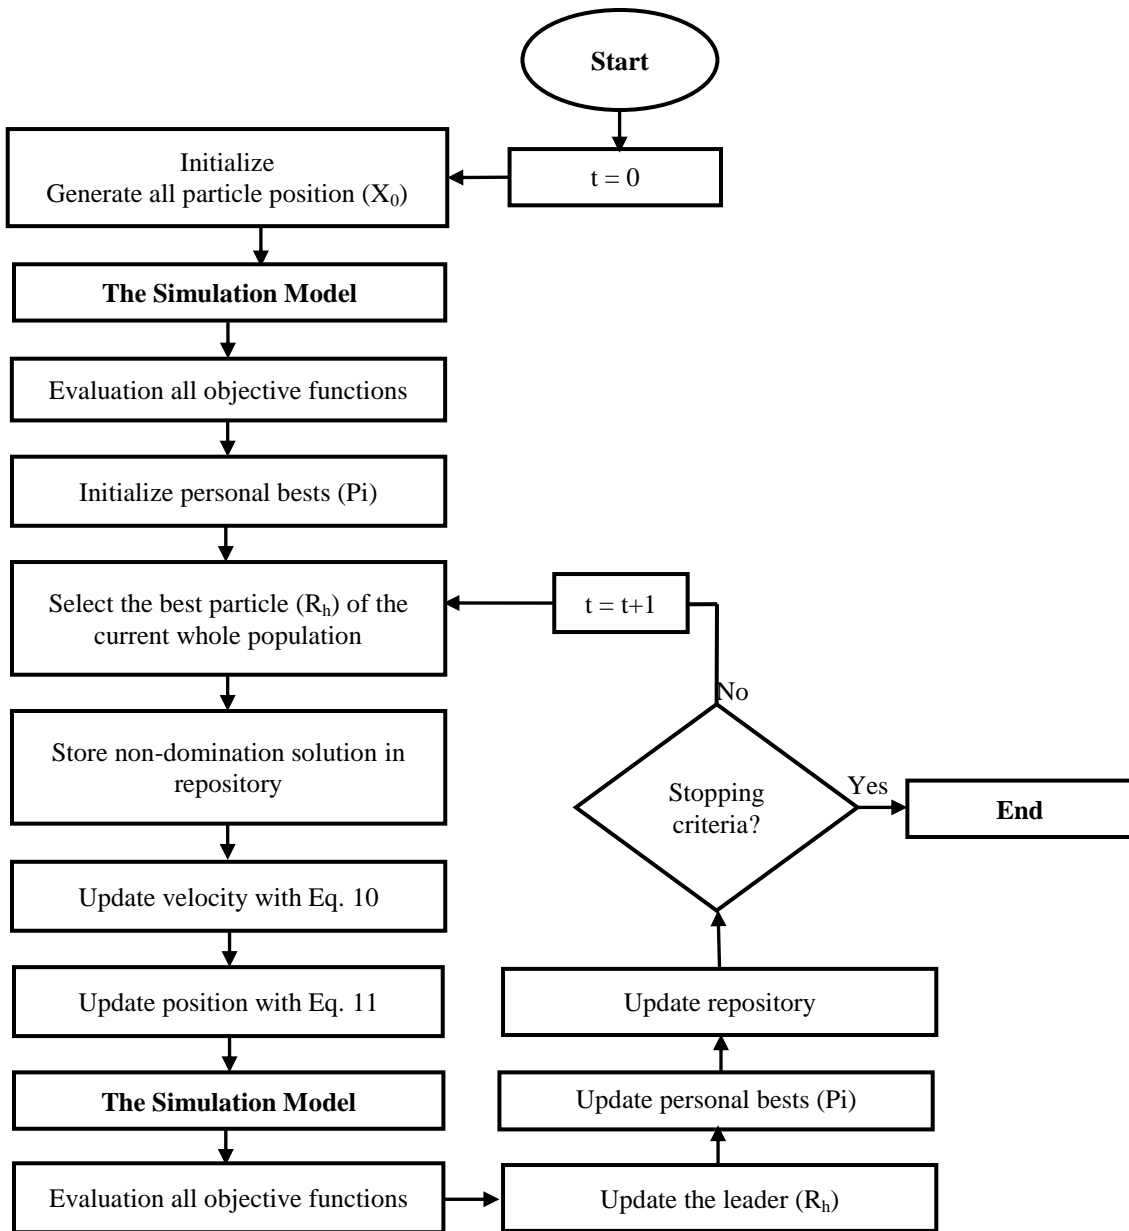 Start
t = 0
Initialize
Generate all particle position (X₀)
The Simulation Model
Evaluation all objective functions
Initialize personal bests (Pi)
Select the best particle (Rₕ) of the
current whole population
Store non-domination solution in
repository
Update velocity with Eq. 10
Update position with Eq. 11
The Simulation Model
Evaluation all objective functions
Update the leader (Rₕ)
Update personal bests (Pi)
Update repository
Stopping
criteria?
Yes
End
No
t = t+1